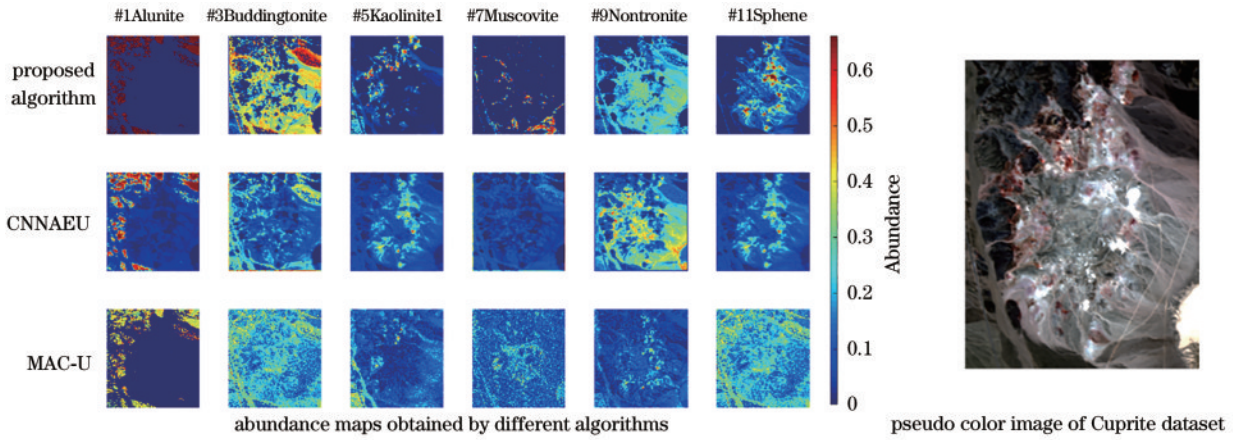 #1Alunite #3Buddingtonite #5Kaolinite1 #7Muscovite #9Nontronite #11Sphene
proposed
algorithm
CNNAEU
MAC-U
0.6
0.5
0.4
0.3
0.2
0.1
0
Abundance
abundance maps obtained by different algorithms
pseudo color image of Cuprite dataset